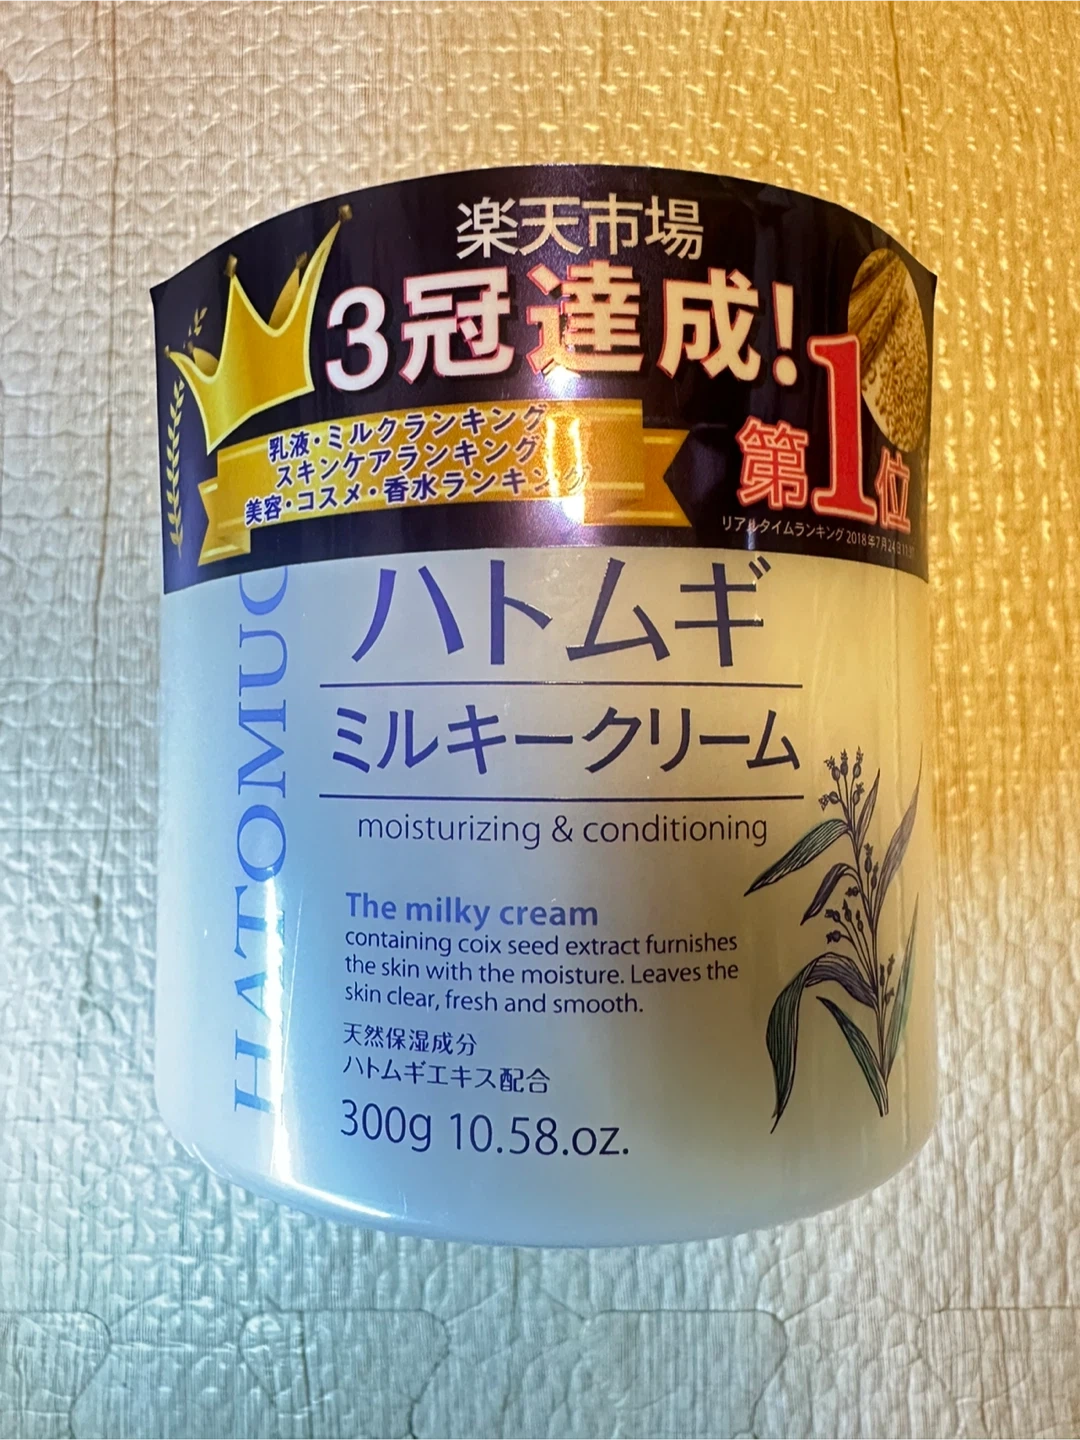 楽天市場
3冠達成!
乳液・ミルクランキング
スキンケアランキング
美容・コスメ・香水ランキング
第1位
リアルタイムランキング 2018年7月24日
HATOMUG
ハトムギ
ミルキークリーム
moisturizing & conditioning
The milky cream
containing coix seed extract furnishes
the skin with the moisture. Leaves the
skin clear, fresh and smooth.
天然保湿成分
ハトムギエキス配合
300g 10.58.oz.